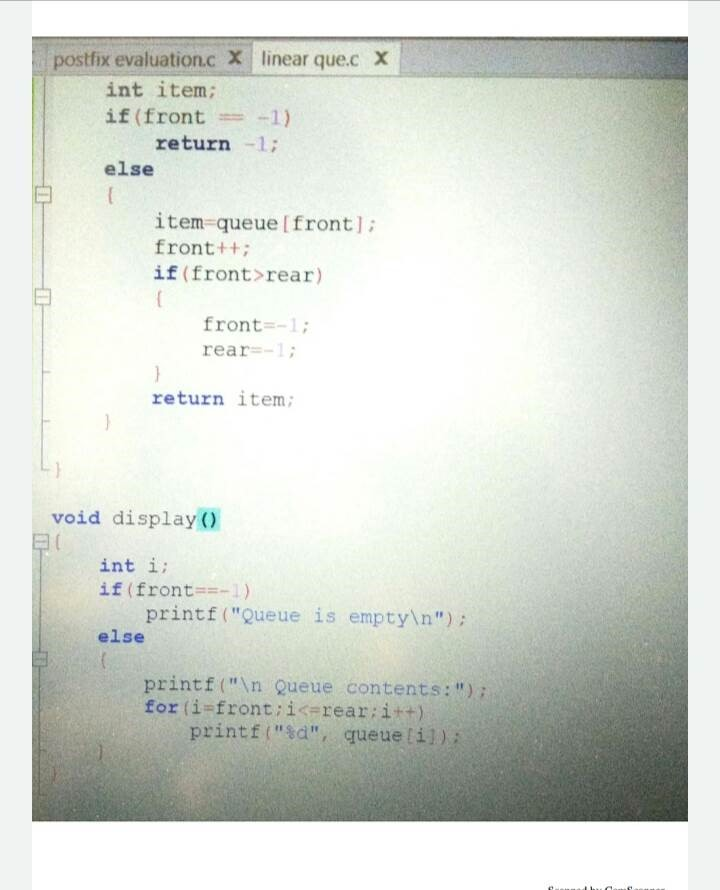 postfix evaluation.c X linear que.c X
int item;
if(front == -1)
return -1;
else
{
item=queue[front];
front++;
if(front>rear)
{
front=-1;
rear=-1;
}
return item;
}
}
void display()
{
int i;
if(front==-1)
printf("Queue is empty\n");
else
{
printf("\n Queue contents:");
for(i=front;i<=rear;i++)
printf("%d", queue[i]);
}
}